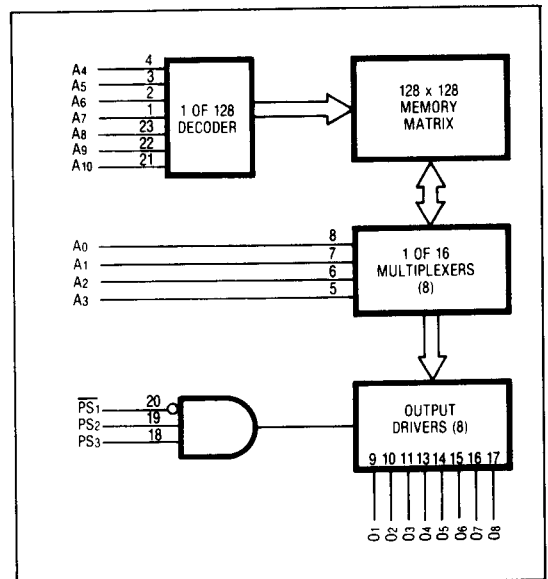 A4 4
A5 3
A6 2
A7 1
A8 23
A9 22
A10 21
1 OF 128
DECODER
128 x 128
MEMORY
MATRIX
A0 8
A1 7
A2 6
A3 5
1 OF 16
MULTIPLEXERS
(8)
PS1 20
PS2 19
PS3 18
OUTPUT
DRIVERS (8)
9 10 11 13 14 15 16 17
O1 O2 O3 O4 O5 O6 O7 O8